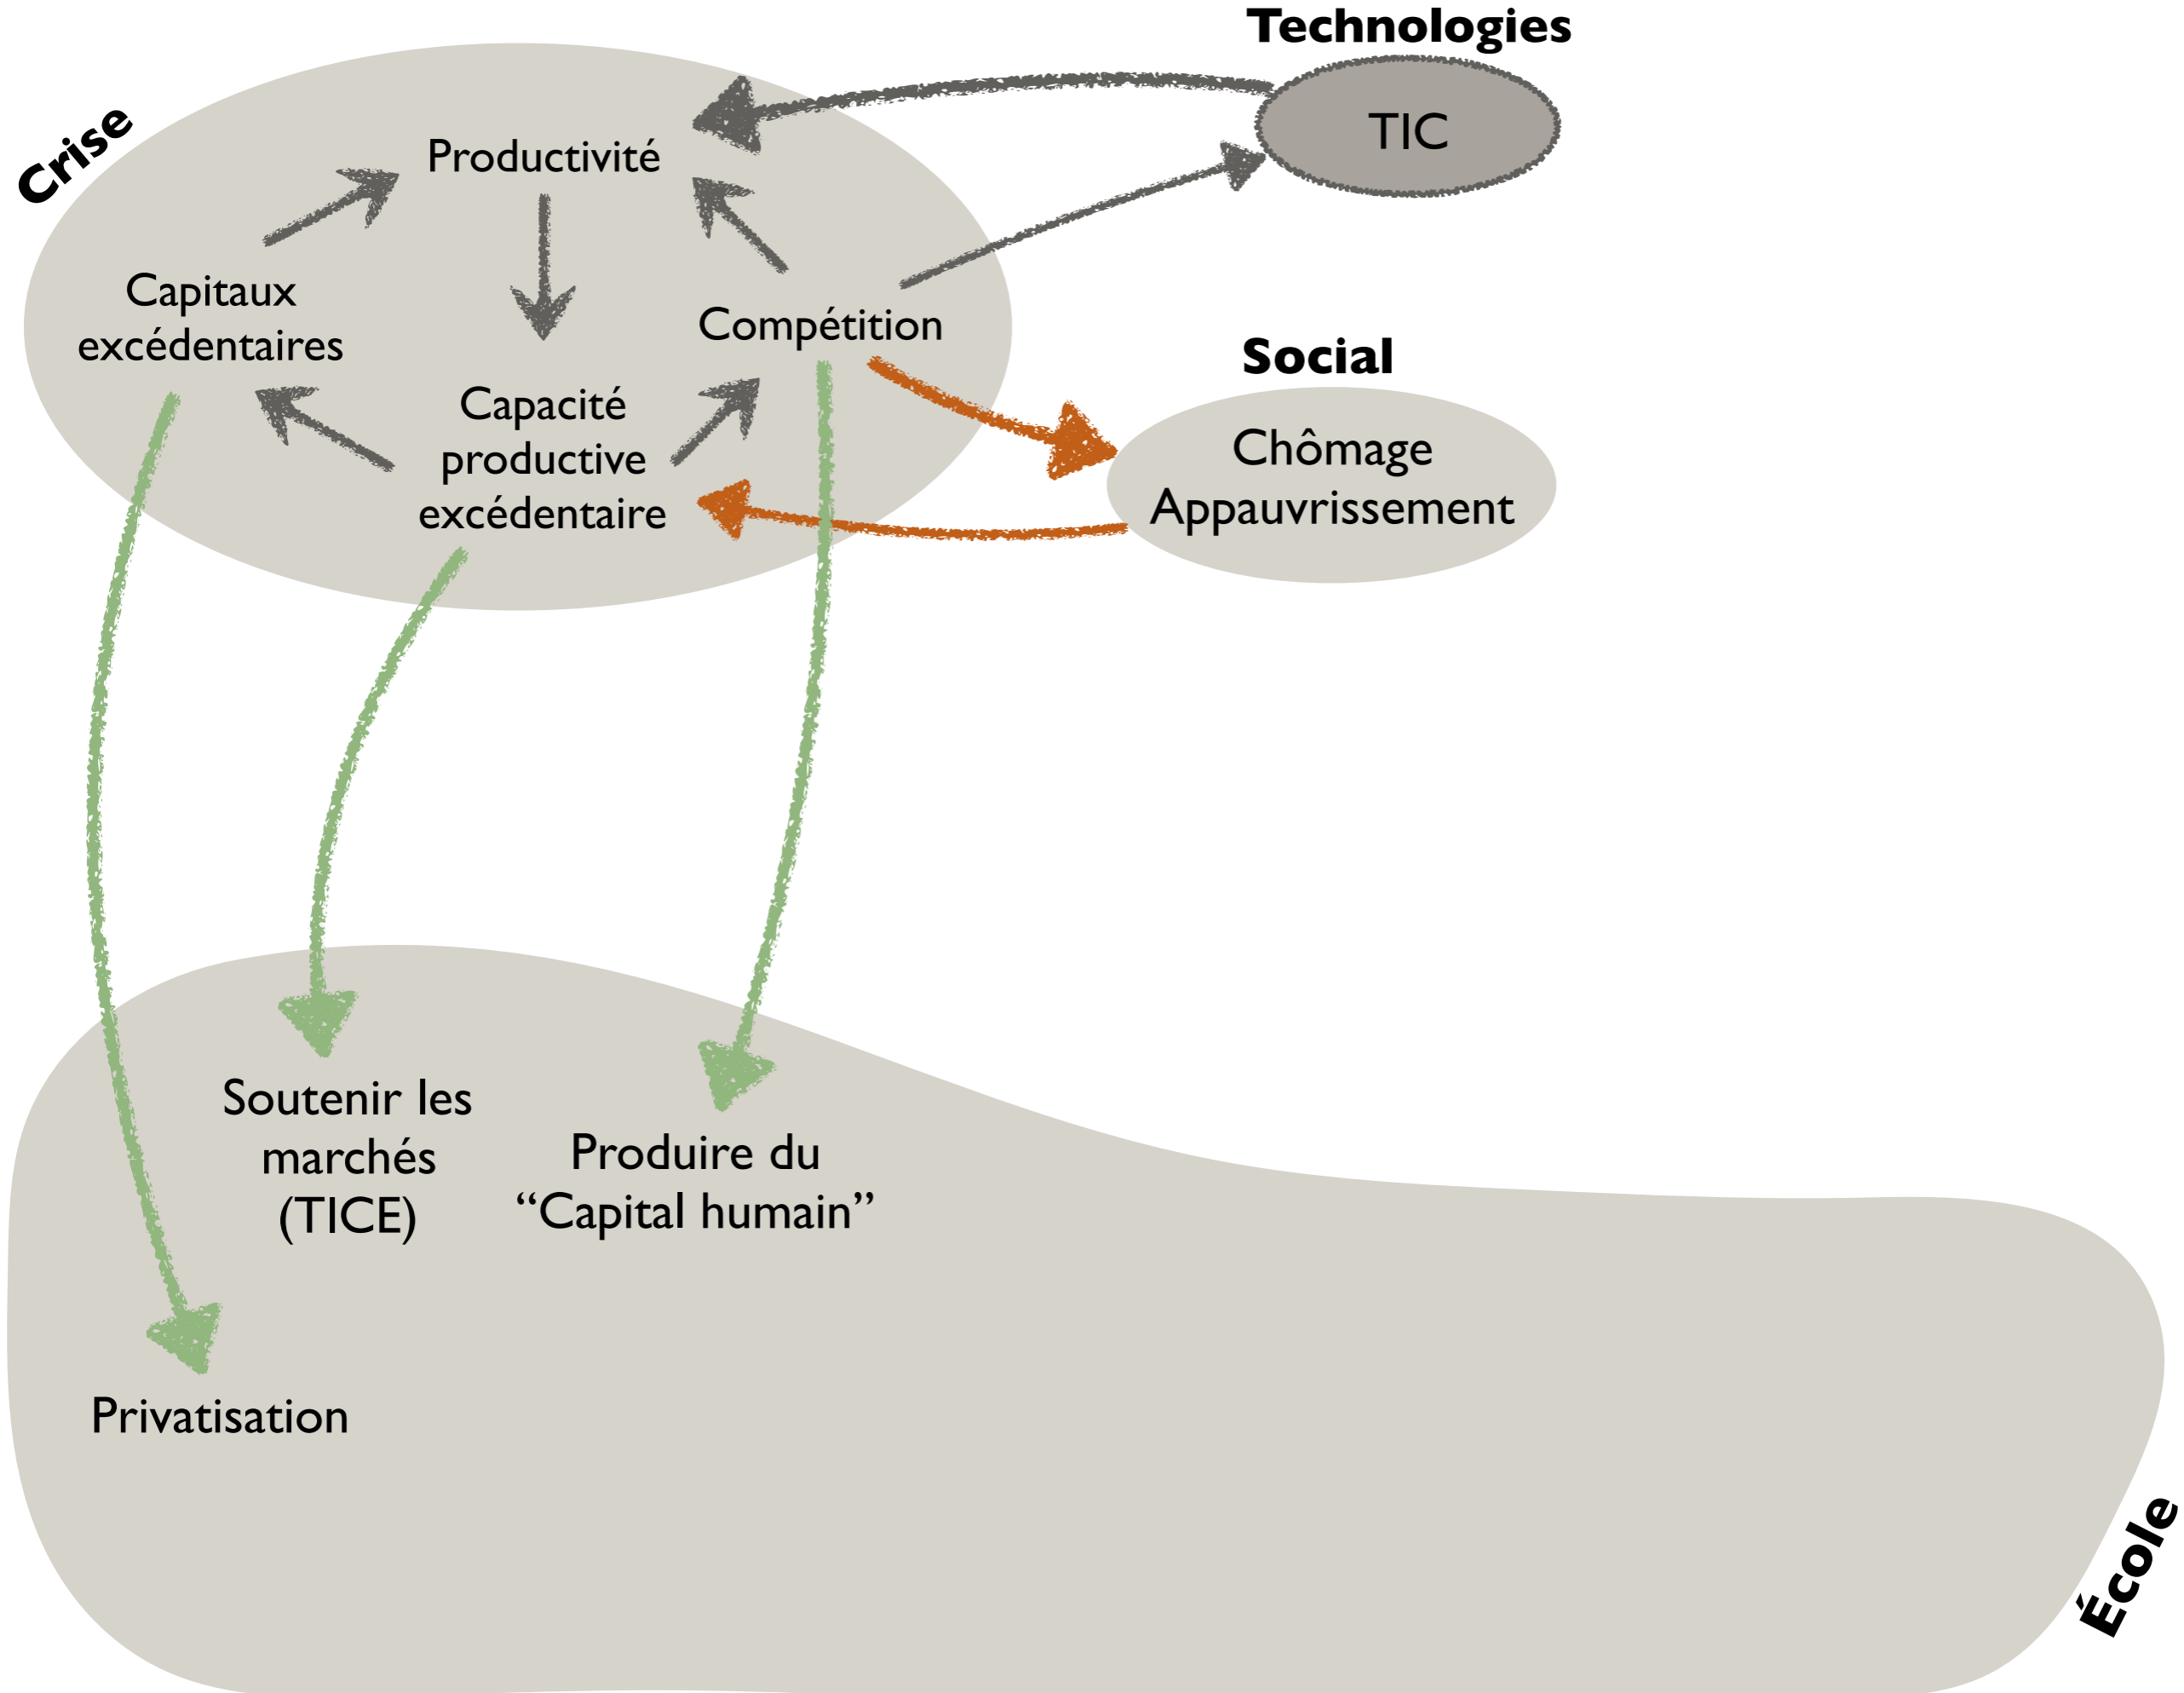 Technologies
TIC
Crise
Productivité
Capitaux
excédentaires
Compétition
Capacité
productive
excédentaire
Social
Chômage
Appauvrissement
Soutenir les
marchés
(TICE)
Produire du
“Capital humain”
Privatisation
École